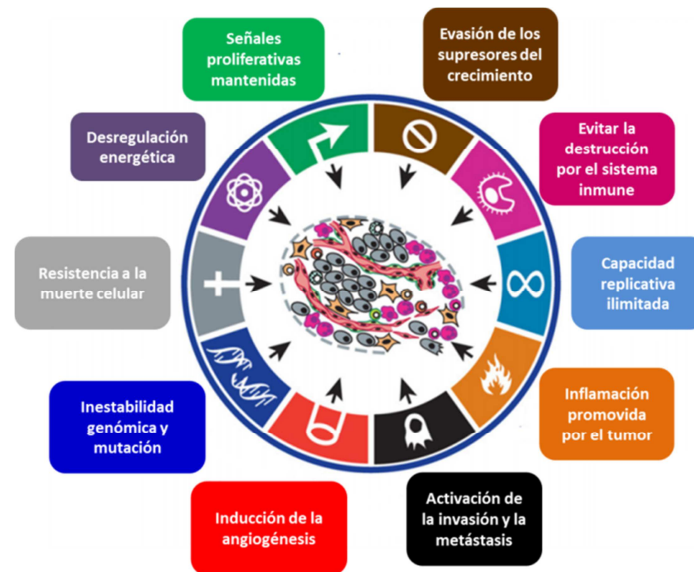 Señales
proliferativas
mantenidas
Evasión de los
supresores del
crecimiento
Desregulación
energética
Evitar la
destrucción
por el sistema
inmune
Resistencia a la
muerte celular
Capacidad
replicativa
ilimitada
Inestabilidad
genómica y
mutación
Inflamación
promovida
por el tumor
Inducción de la
angiogénesis
Activación de
la invasión y la
metástasis